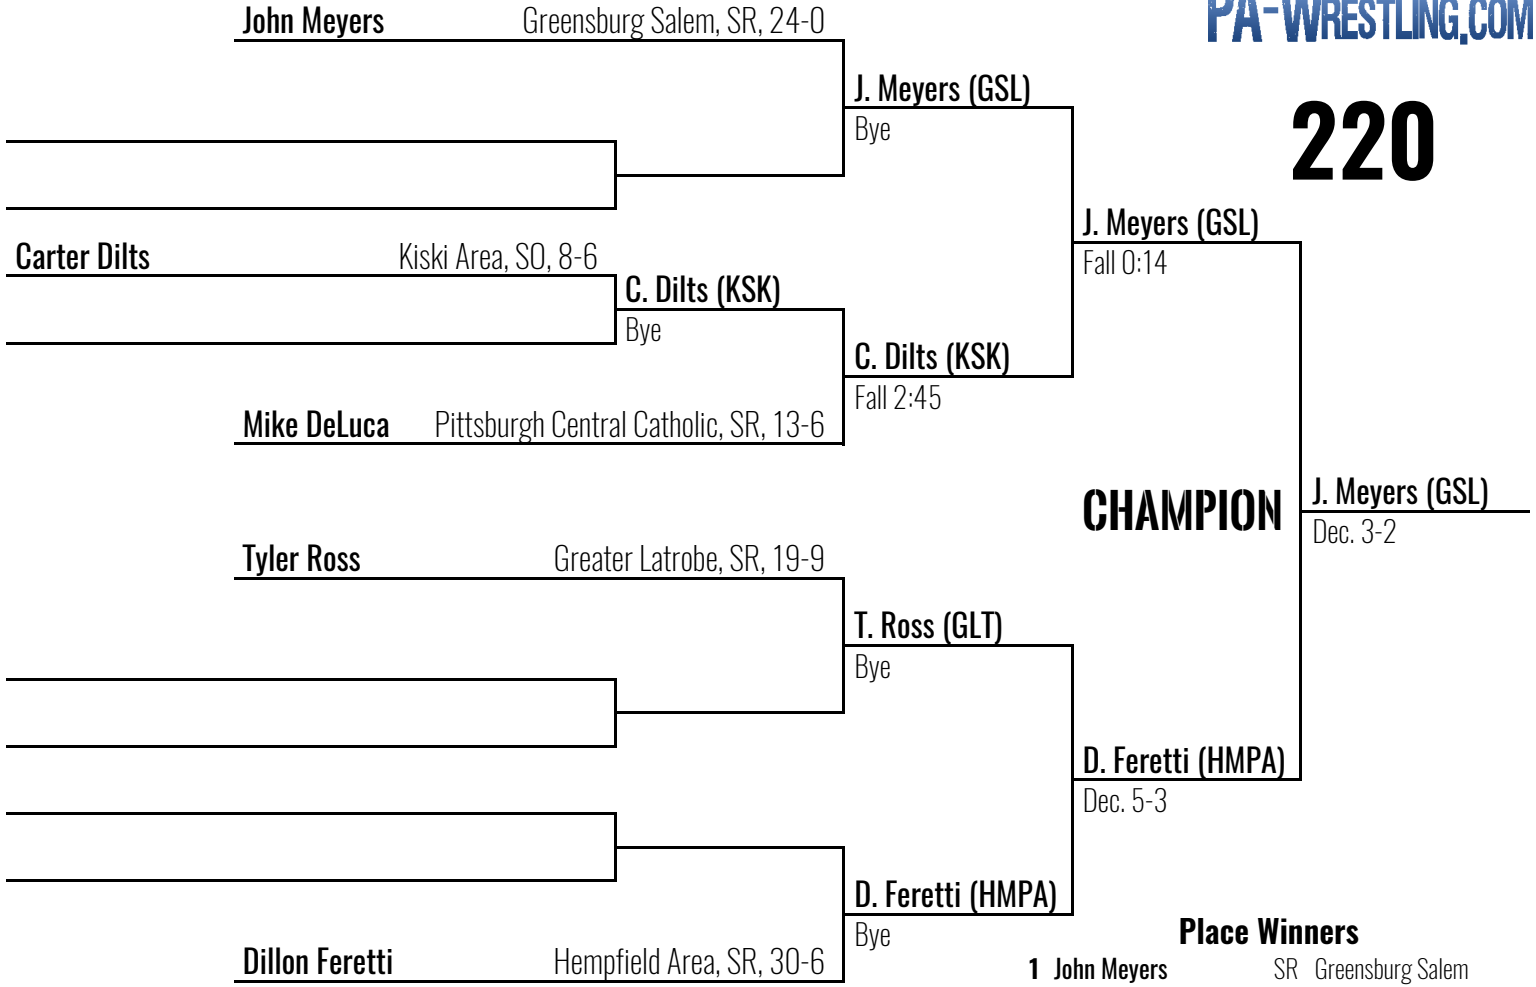 John Meyers Greensburg Salem, SR, 24-0
PA-WRESTLING.COM
J. Meyers (GSL)
Bye
220
J. Meyers (GSL)
Fall 0:14
Carter Dilts Kiski Area, SO, 8-6
C. Dilts (KSK)
Bye
C. Dilts (KSK)
Fall 2:45
Mike DeLuca Pittsburgh Central Catholic, SR, 13-6
CHAMPION
J. Meyers (GSL)
Dec. 3-2
Tyler Ross Greater Latrobe, SR, 19-9
T. Ross (GLT)
Bye
D. Feretti (HMPA)
Dec. 5-3
D. Feretti (HMPA)
Bye
Dillon Feretti Hempfield Area, SR, 30-6
Place Winners
1 John Meyers SR Greensburg Salem